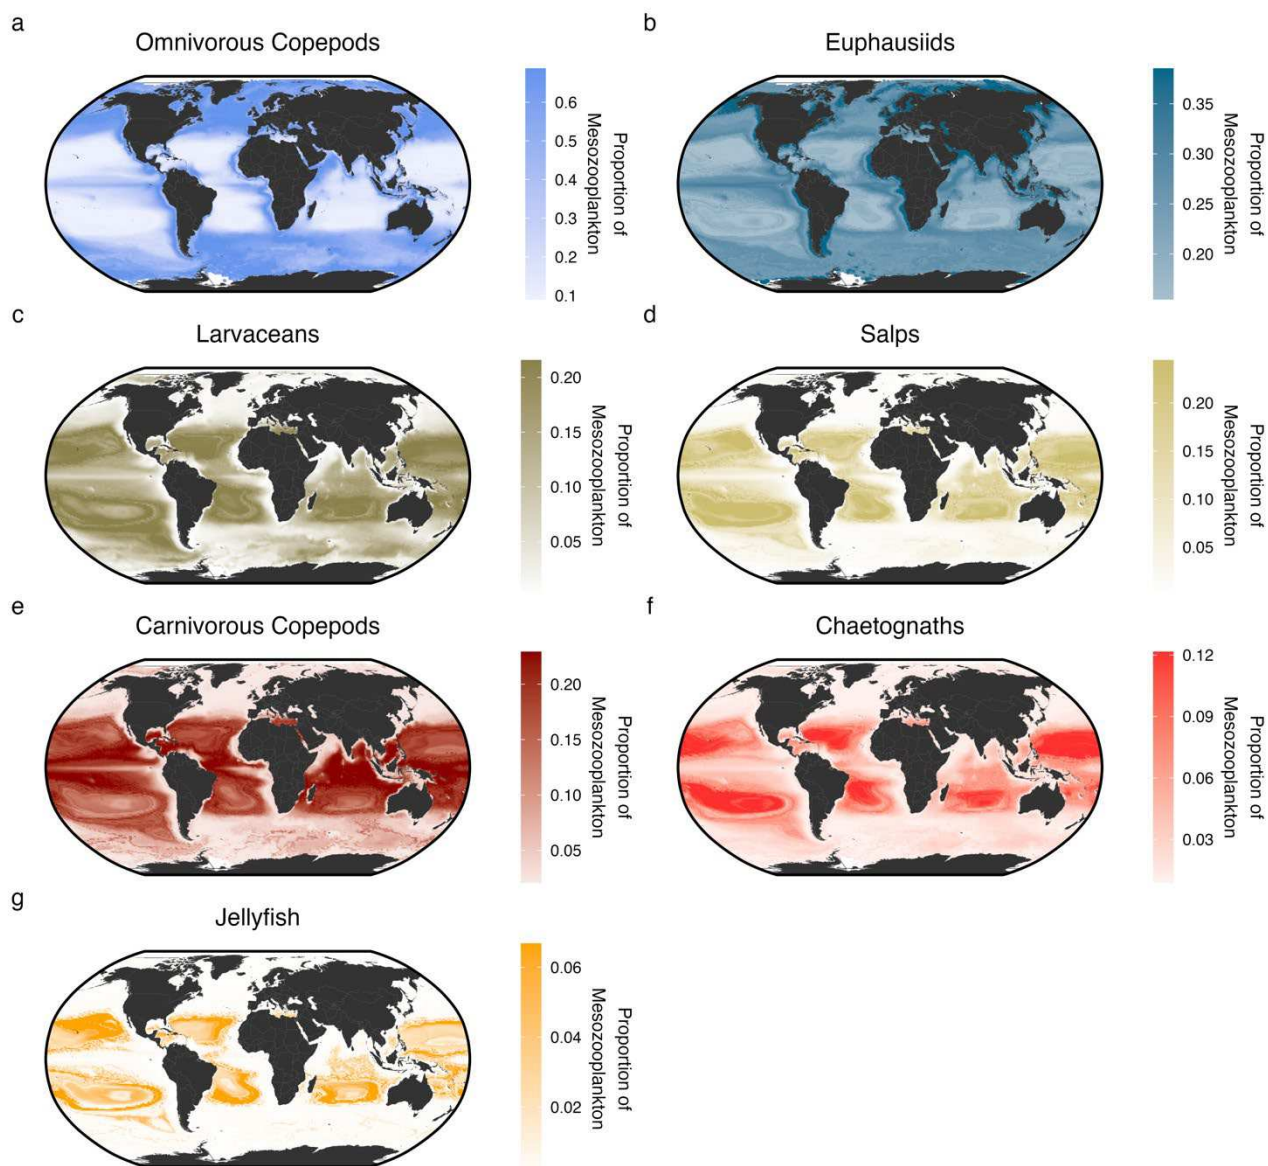 a
Omnivorous Copepods
0.6
0.5
0.4
0.3
0.2
0.1
Proportion of
Mesozooplankton
b
Euphausiids
0.35
0.30
0.25
0.20
Proportion of
Mesozooplankton
c
Larvaceans
0.20
0.15
0.10
0.05
Proportion of
Mesozooplankton
d
Salps
0.20
0.15
0.10
0.05
Proportion of
Mesozooplankton
e
Carnivorous Copepods
0.20
0.15
0.10
0.05
Proportion of
Mesozooplankton
f
Chaetognaths
0.12
0.09
0.06
0.03
Proportion of
Mesozooplankton
g
Jellyfish
0.06
0.04
0.02
Proportion of
Mesozooplankton